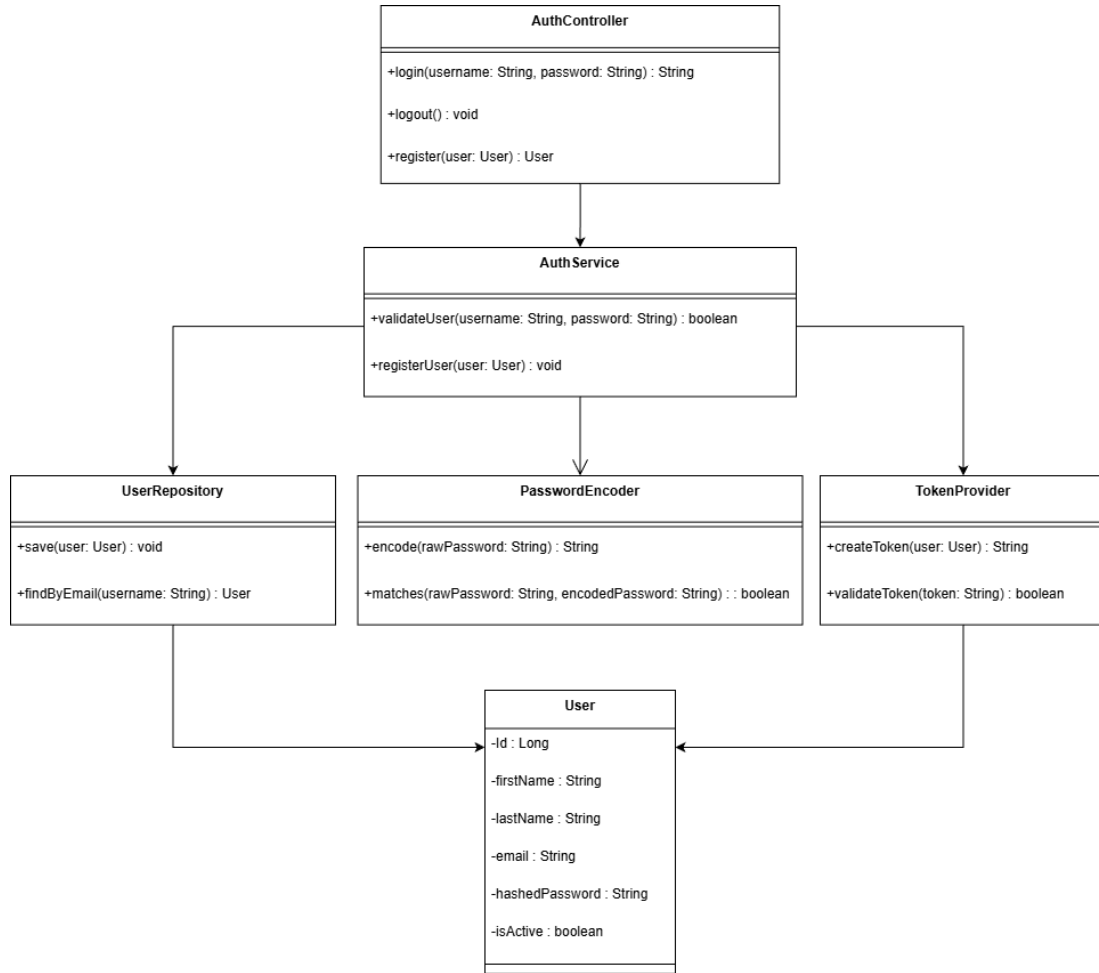 AuthController
+login(username: String, password: String) : String
+logout() : void
+register(user: User) : User
AuthService
+validateUser(username: String, password: String) : boolean
+registerUser(user: User) : void
UserRepository
+save(user: User) : void
+findByEmail(username: String) : User
PasswordEncoder
+encode(rawPassword: String) : String
+matches(rawPassword: String, encodedPassword: String) : : boolean
TokenProvider
+createToken(user: User) : String
+validateToken(token: String) : boolean
User
-Id : Long
-firstName : String
-lastName : String
-email : String
-hashedPassword : String
-isActive : boolean